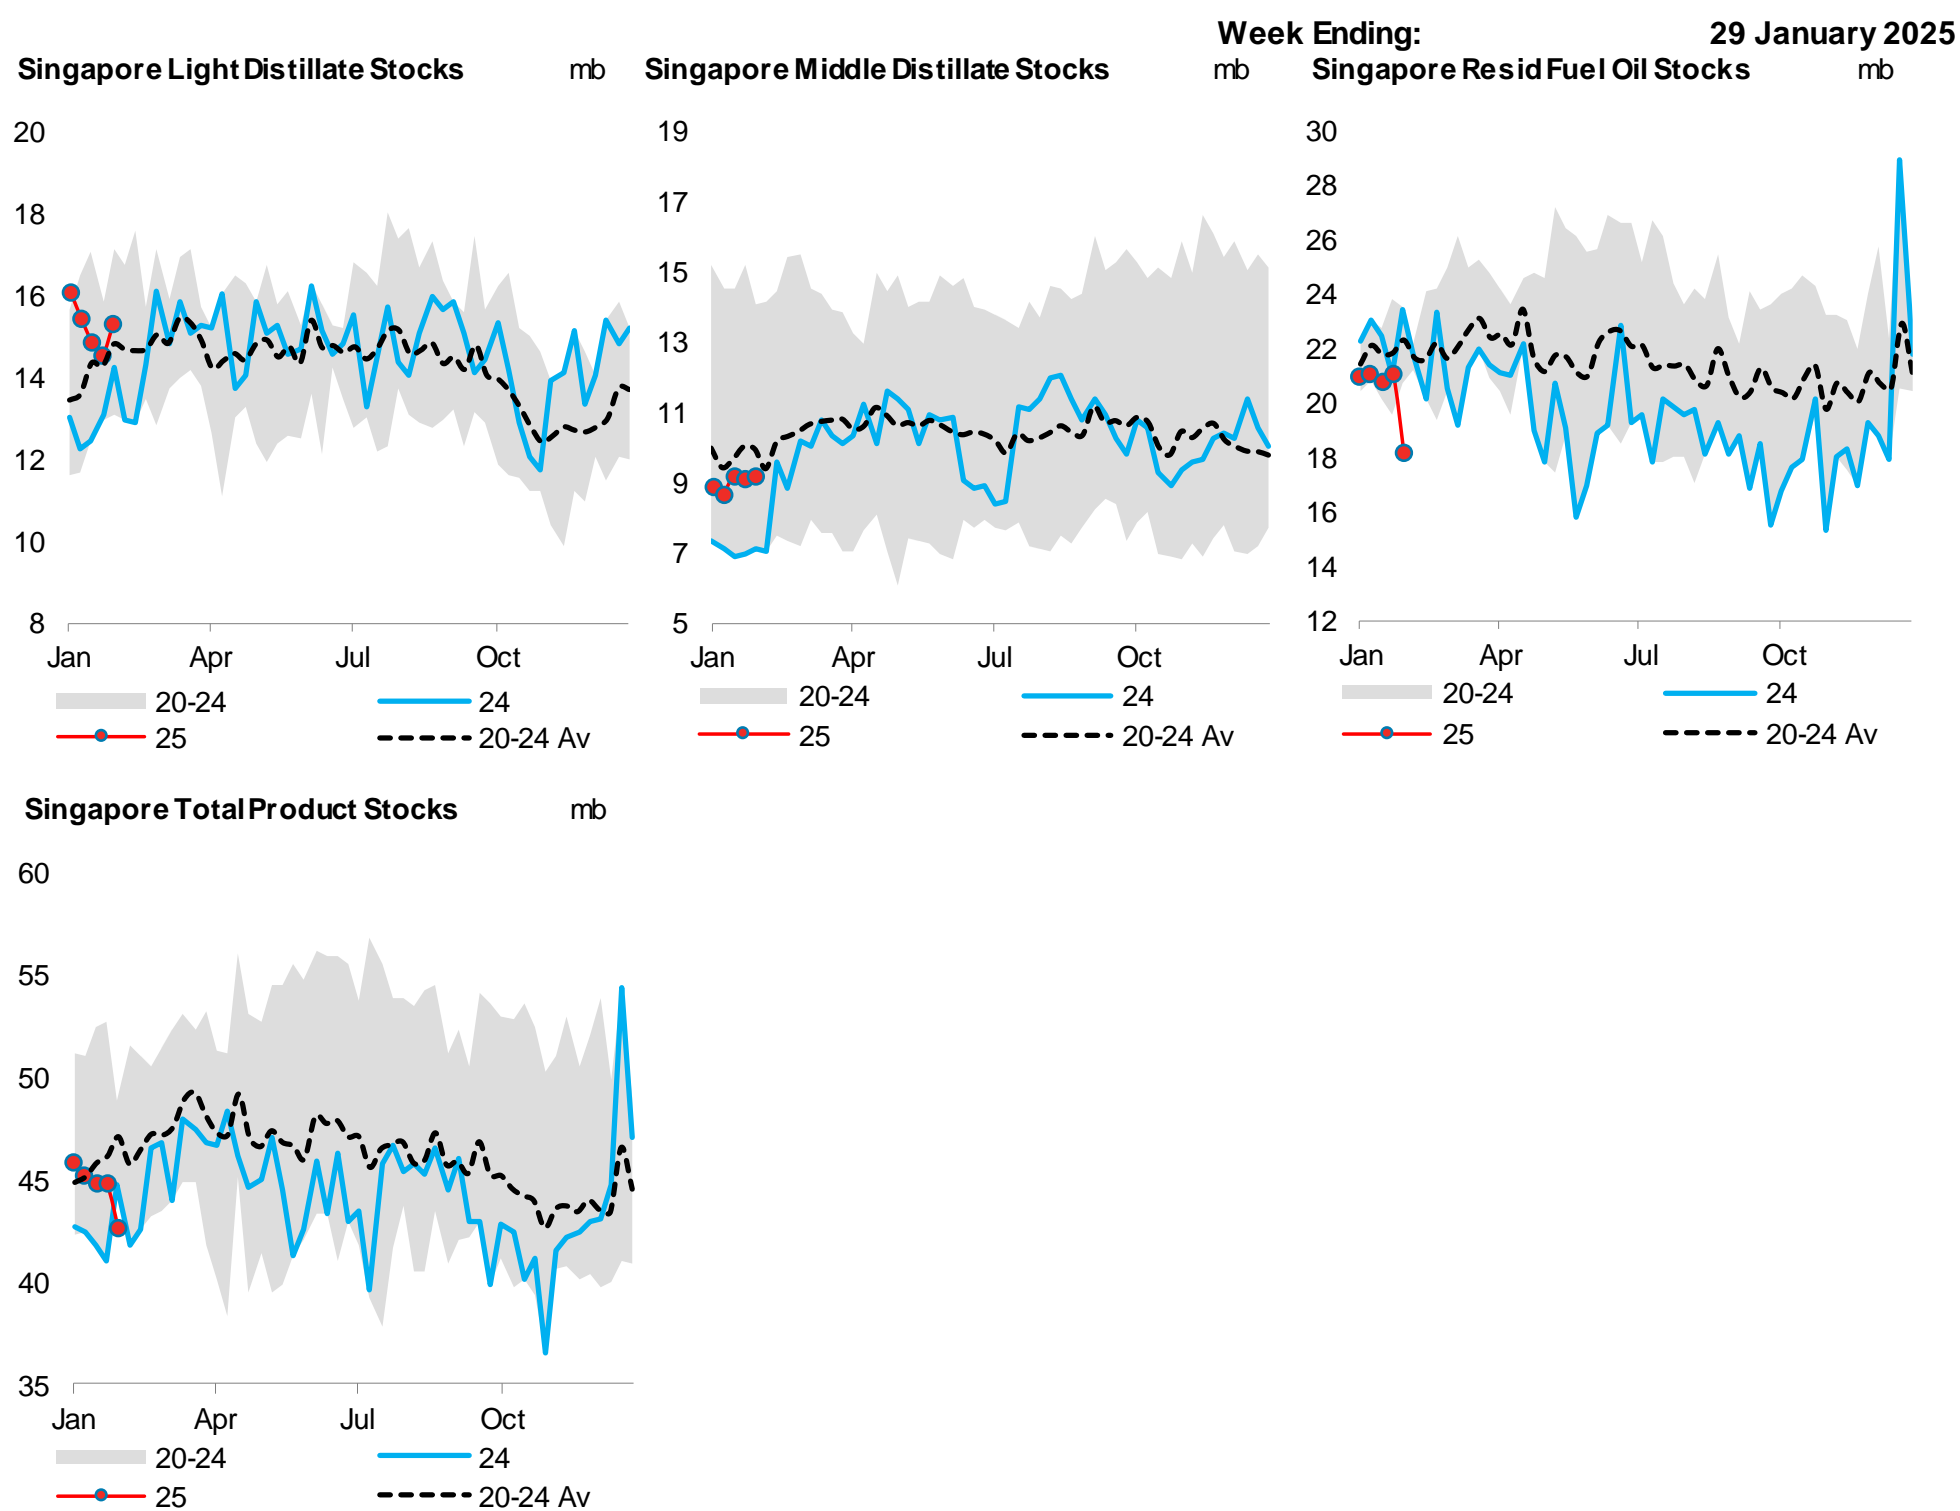 Week Ending: 29 January 2025
Singapore Light Distillate Stocks mb
20
18
16
14
12
10
8
Jan Apr Jul Oct
20-24 24
25 20-24 Av
Singapore Middle Distillate Stocks mb
19
17
15
13
11
9
7
5
Jan Apr Jul Oct
20-24 24
25 20-24 Av
Singapore Resid Fuel Oil Stocks mb
30
28
26
24
22
20
18
16
14
12
Jan Apr Jul Oct
20-24 24
25 20-24 Av
Singapore Total Product Stocks mb
60
55
50
45
40
35
Jan Apr Jul Oct
20-24 24
25 20-24 Av